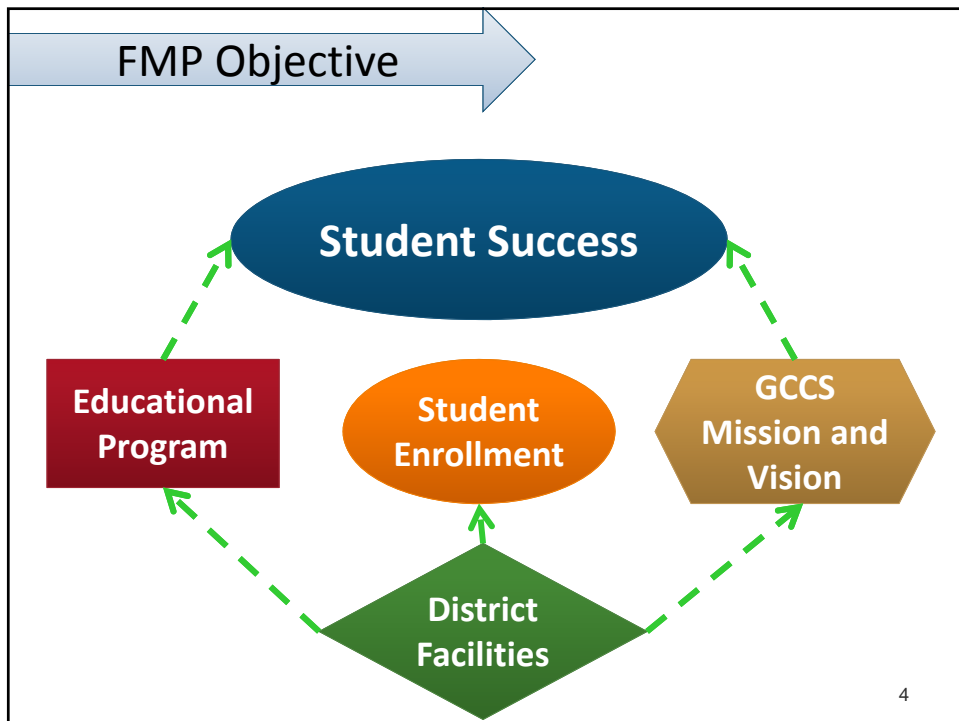 FMP Objective
Student Success
Educational
Program
Student
Enrollment
GCCS
Mission and
Vision
District
Facilities
4